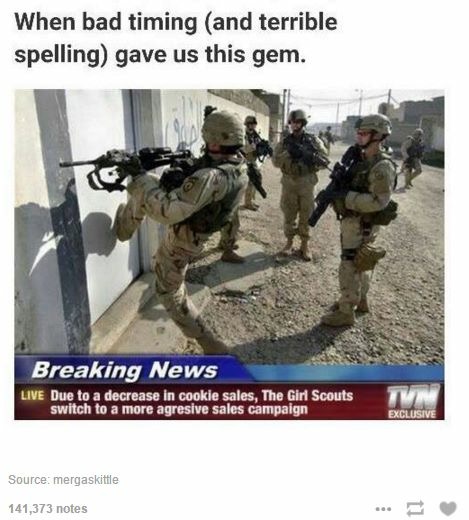 When bad timing (and terrible
spelling) gave us this gem.
Breaking News
LIVE Due to a decrease in cookie sales, The Girl Scouts
switch to a more agresive sales campaign
TVN
EXCLUSIVE
Source: mergaskittle
141,373 notes